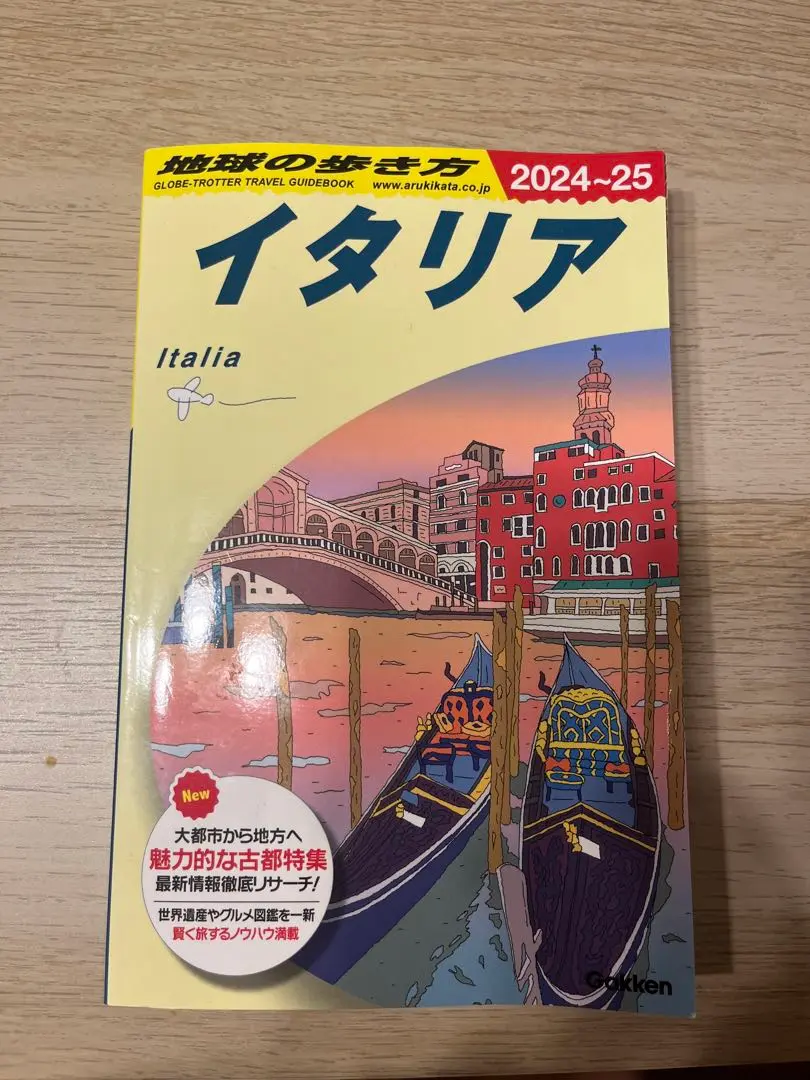 地球の歩き方
GLOBE-TROTTER TRAVEL GUIDEBOOK www.arukikata.co.jp
2024~25
イタリア
Italia
New
大都市から地方へ
魅力的な古都特集
最新情報徹底リサーチ!
世界遺産やグルメ図鑑を一新
賢く旅するノウハウ満載
Gakken